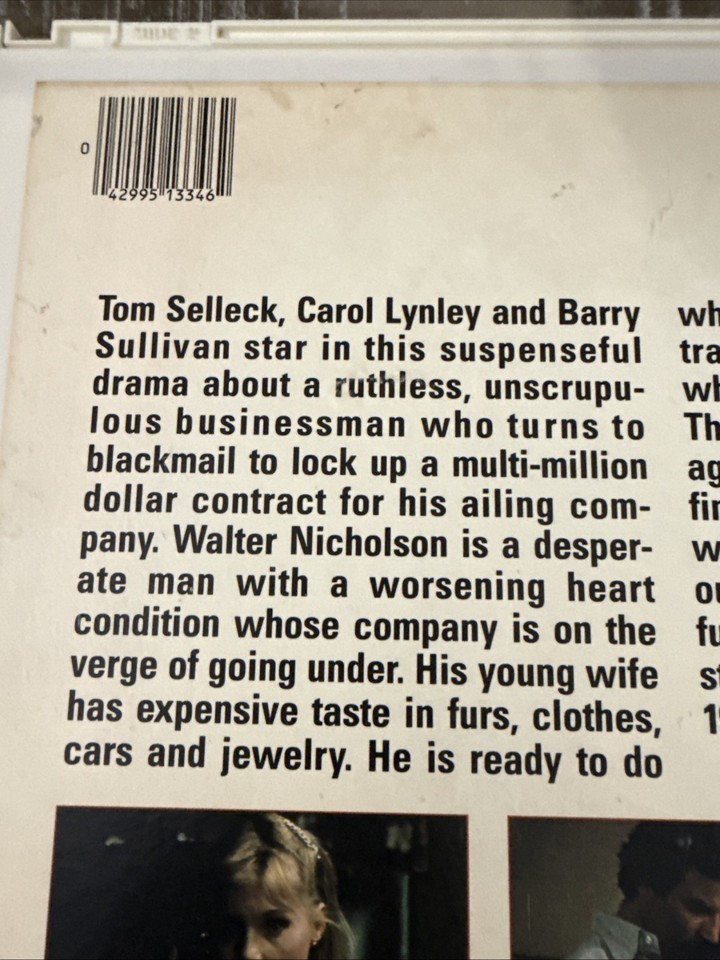 SIDE 2
0
42995 13346
Tom Selleck, Carol Lynley and Barry
Sullivan star in this suspenseful
drama about a ruthless, unscrupu-
lous businessman who turns to
blackmail to lock up a multi-million
dollar contract for his ailing com-
pany. Walter Nicholson is a desper-
ate man with a worsening heart
condition whose company is on the
verge of going under. His young wife
has expensive taste in furs, clothes,
cars and jewelry. He is ready to do